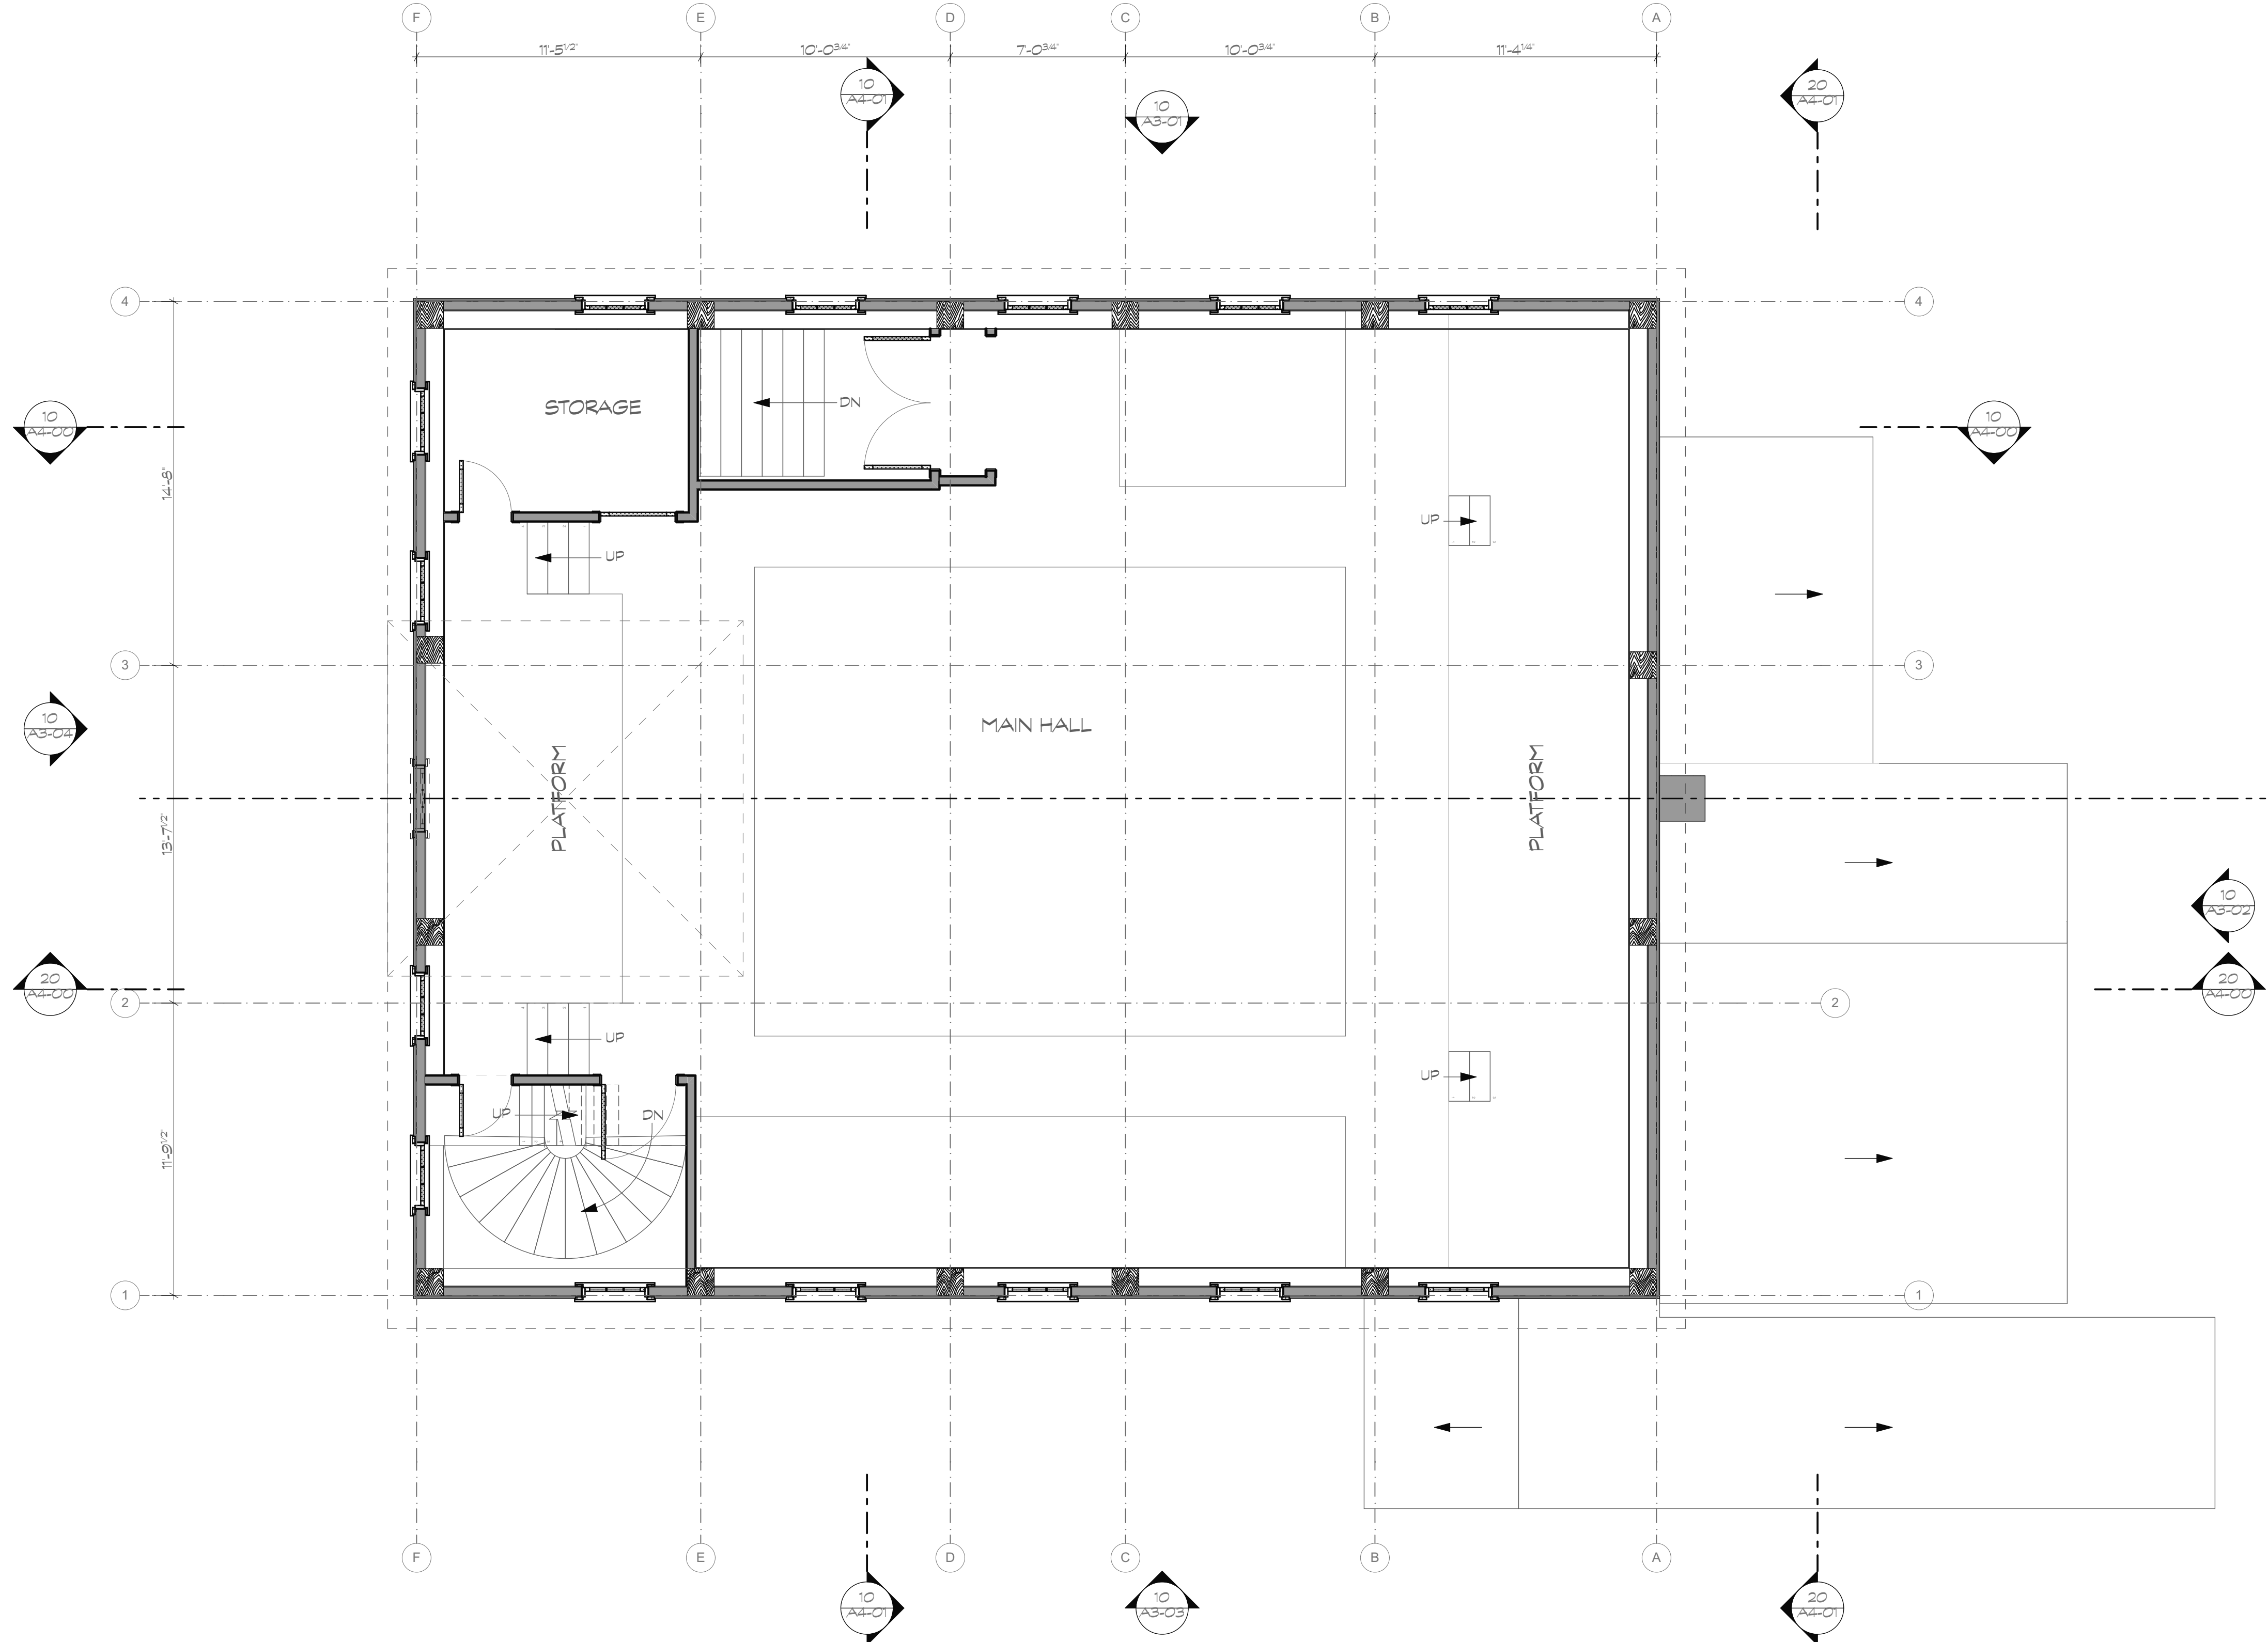 F E D C B A
11'-5 1/2" 10'-0 3/4" 7'-0 3/4" 10'-0 3/4" 11'-4 1/4"
10
A4-01
10
A3-01
20
A4-01
4 4
STORAGE
DN
10
A4-00
10
A4-00
14'-8"
UP
UP
3 3
10
A3-04
MAIN HALL
PLATFORM
PLATFORM
13'-7 1/2"
10
A3-02
20
A4-00
20
A4-00
2 2
UP
UP
UP
DN
11'-9 1/2"
1 1
F E D C B A
10
A4-01
10
A3-03
20
A4-01